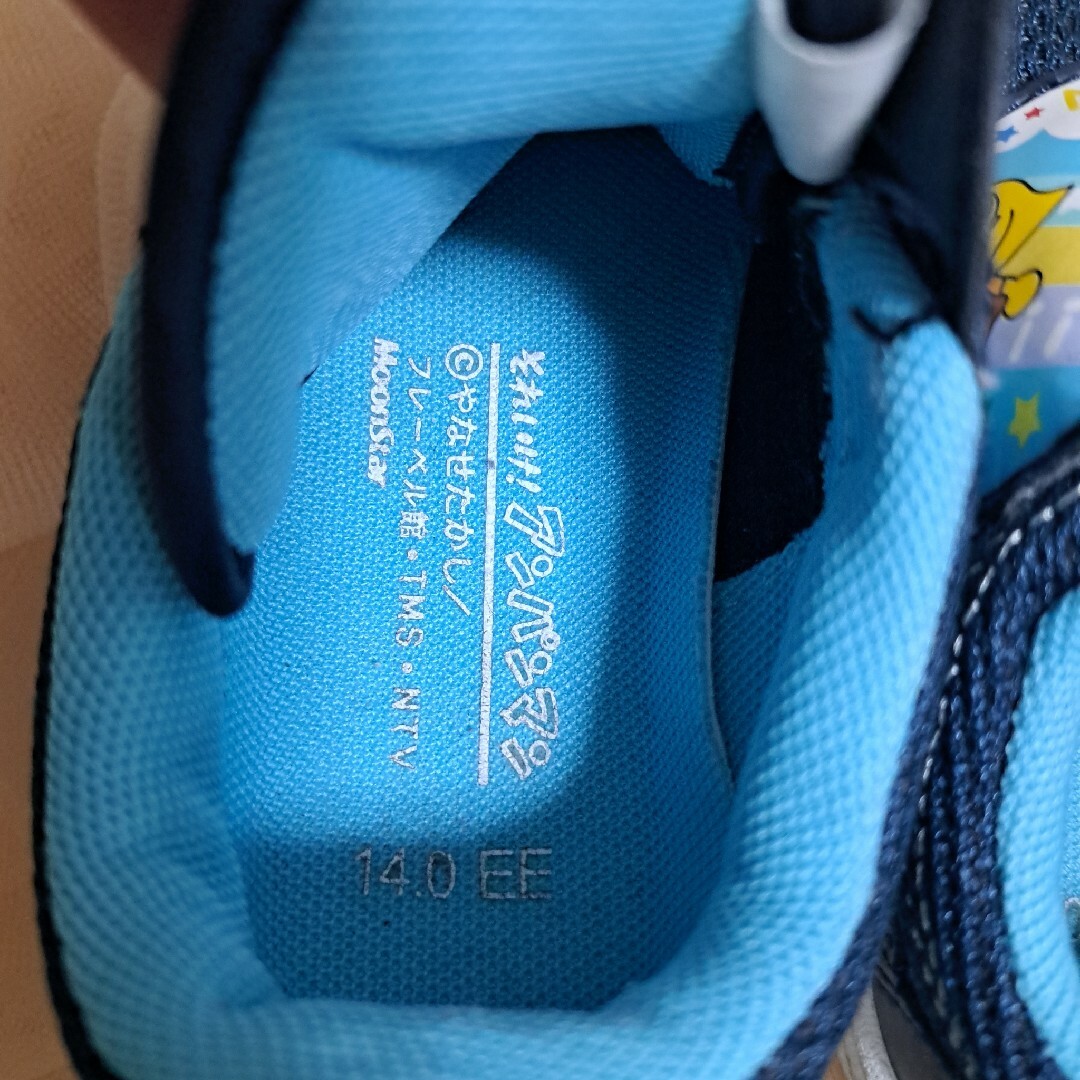 それいけ!アンパンマン
©やなせたかし/
フレーベル館・TMS・NTV
MoonStar
14.0 EE